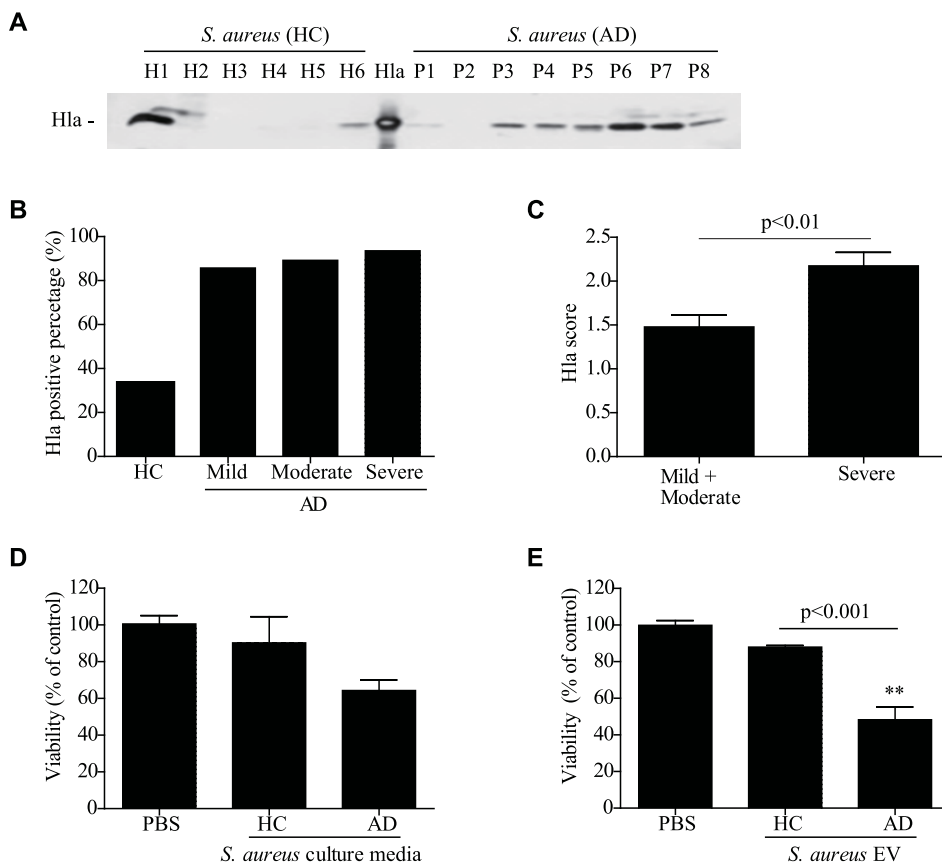 A
S. aureus (HC) S. aureus (AD)
H1 H2 H3 H4 H5 H6 Hla P1 P2 P3 P4 P5 P6 P7 P8
Hla -
B
Hla positive percetage (%)
100
80
60
40
20
0
HC Mild Moderate Severe
AD
C
p<0.01
Hla score
2.5
2.0
1.5
1.0
0.5
0.0
Mild + Severe
Moderate
D
Viability (% of control)
120
100
80
60
40
20
0
PBS HC AD
S. aureus culture media
E
p<0.001
**
Viability (% of control)
120
100
80
60
40
20
0
PBS HC AD
S. aureus EV